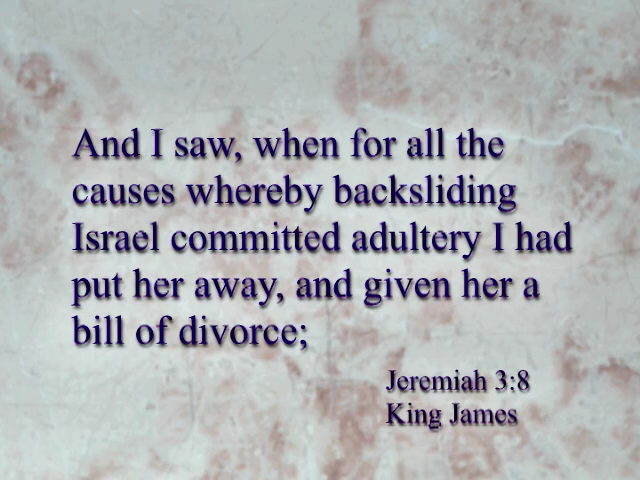 And I saw, when for all the
causes whereby backsliding
Israel committed adultery I had
put her away, and given her a
bill of divorce;
Jeremiah 3:8
King James